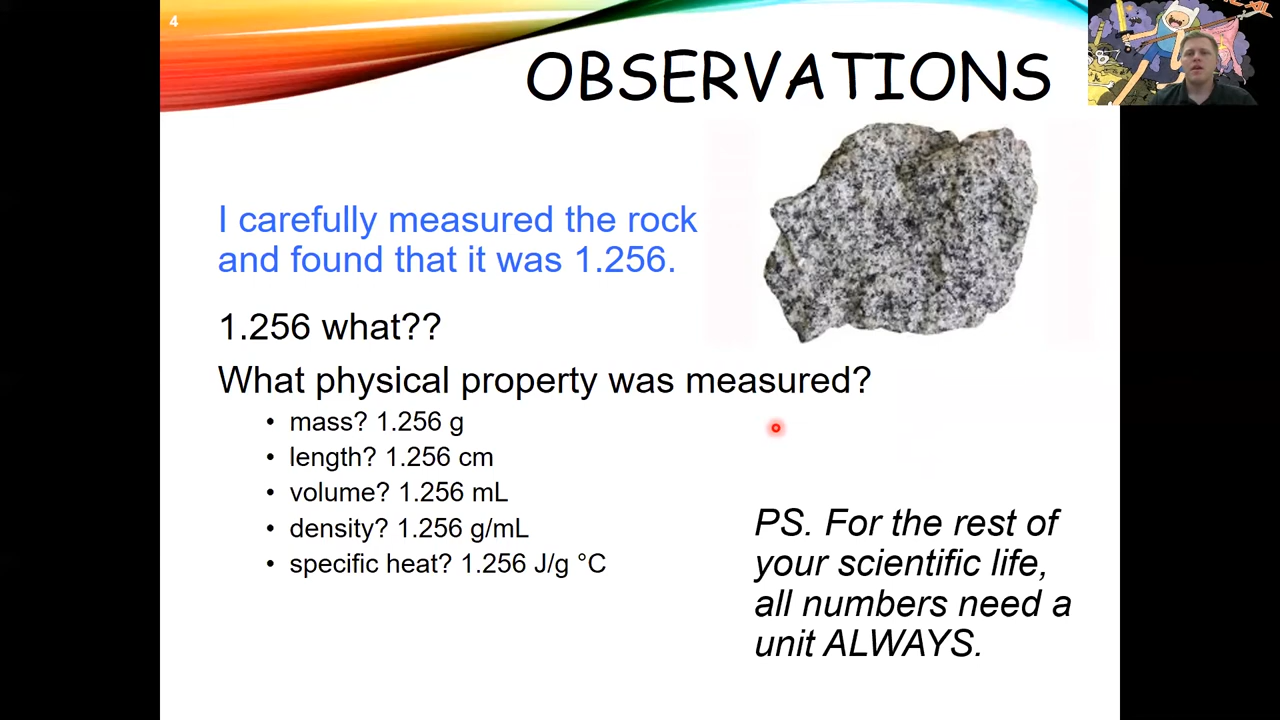 4
OBSERVATIONS
I carefully measured the rock
and found that it was 1.256.
1.256 what??
What physical property was measured?
• mass? 1.256 g
• length? 1.256 cm
• volume? 1.256 mL
• density? 1.256 g/mL
• specific heat? 1.256 J/g °C
PS. For the rest of
your scientific life,
all numbers need a
unit ALWAYS.